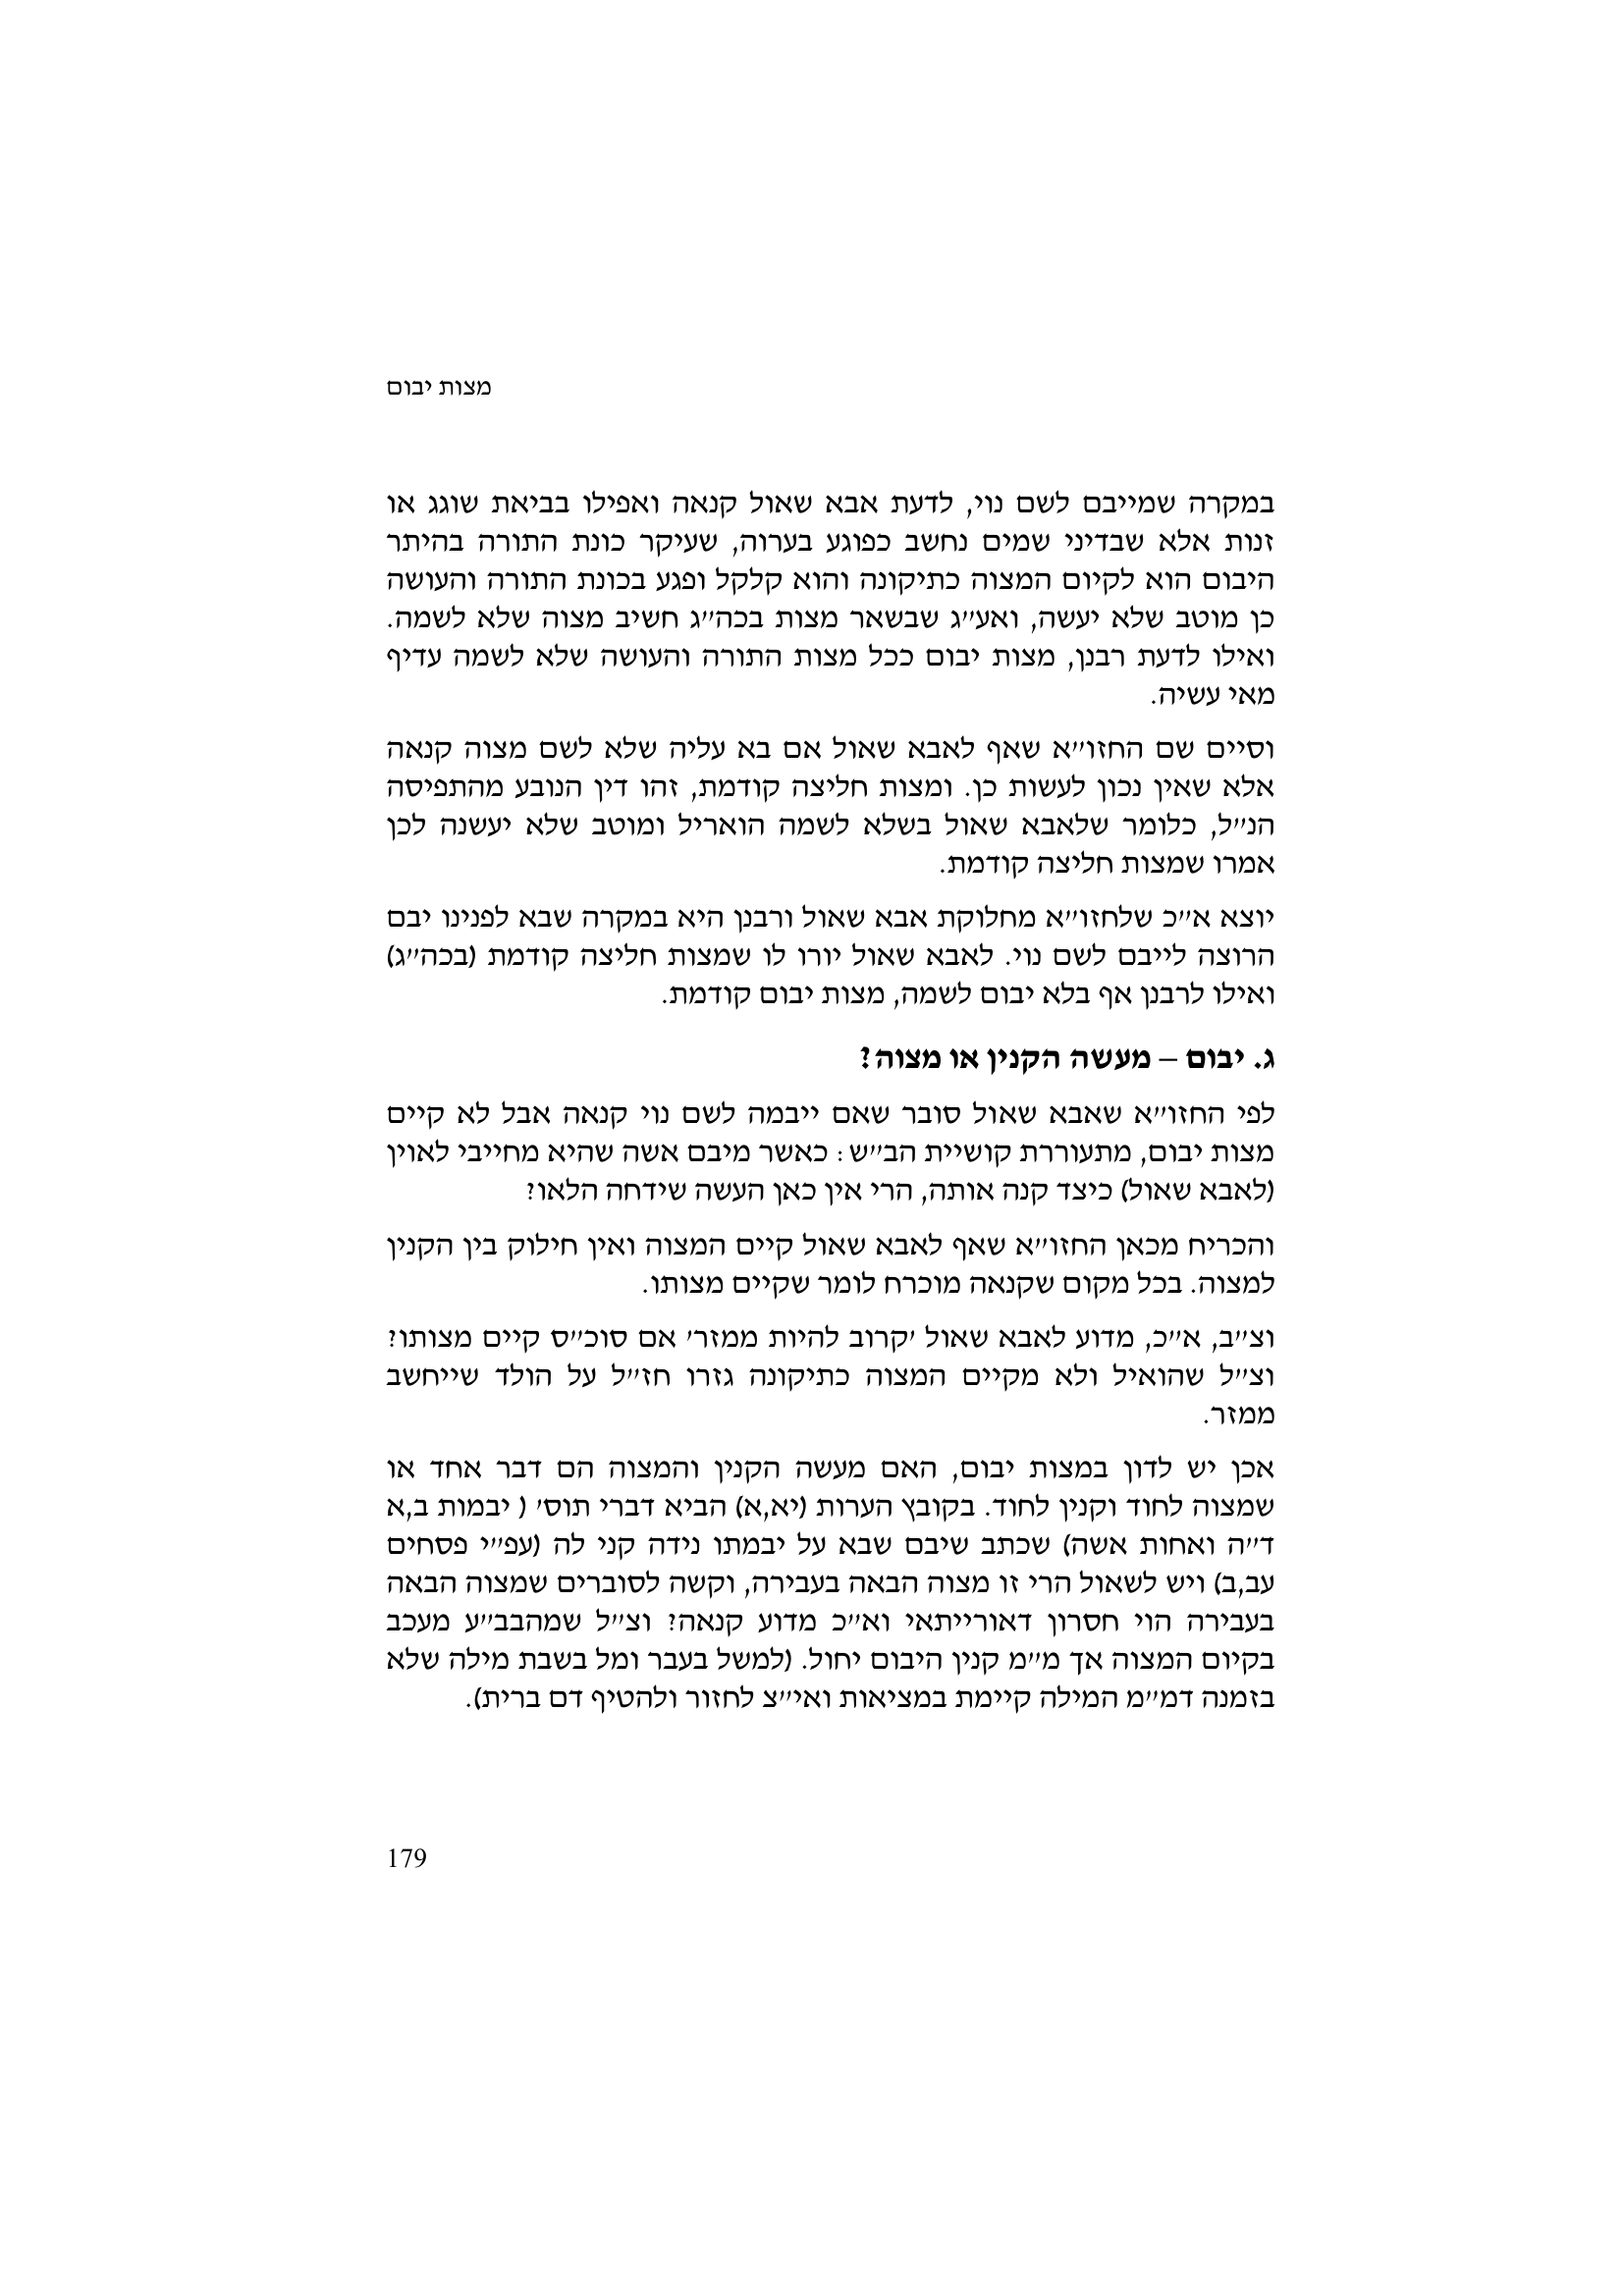 מצות יבום
במקרה שמייבם לשם נוי, לדעת אבא שאול קנאה ואפילו בביאת שוגג או
זנות אלא שבדיני שמים נחשב כפוגע בערוה, שעיקר כונת התורה בהיתר
היבום הוא לקיום המצוה כתיקונה והוא קלקל ופגע בכונת התורה והעושה
כן מוטב שלא יעשה, ואע״ג שבשאר מצות בכה״ג חשיב מצוה שלא לשמה.
ואילו לדעת רבנן, מצות יבום ככל מצות התורה והעושה שלא לשמה עדיף
מאי עשיה.
וסיים שם החזו״א שאף לאבא שאול אם בא עליה שלא לשם מצוה קנאה
אלא שאין נכון לעשות כן. ומצות חליצה קודמת, זהו דין הנובע מהתפיסה
הנ״ל, כלומר שלאבא שאול בשלא לשמה הואריל ומוטב שלא יעשנה לכן
אמרו שמצות חליצה קודמת.
יוצא א״כ שלחזו״א מחלוקת אבא שאול ורבנן היא במקרה שבא לפנינו יבם
הרוצה לייבם לשם נוי. לאבא שאול יורו לו שמצות חליצה קודמת (בכה״ג)
ואילו לרבנן אף בלא יבום לשמה, מצות יבום קודמת.
ג. יבום – מעשה הקנין או מצוה?
לפי החזו״א שאבא שאול סובר שאם ייבמה לשם נוי קנאה אבל לא קיים
מצות יבום, מתעוררת קושיית הב״ש: כאשר מיבם אשה שהיא מחייבי לאוין
(לאבא שאול) כיצד קנה אותה, הרי אין כאן העשה שידחה הלאו?
והכריח מכאן החזו״א שאף לאבא שאול קיים המצוה ואין חילוק בין הקנין
למצוה. בכל מקום שקנאה מוכרח לומר שקיים מצותו.
וצ״ב, א״כ, מדוע לאבא שאול ׳קרוב להיות ממזר׳ אם סוכ״ס קיים מצותו?
וצ״ל שהואיל ולא מקיים המצוה כתיקונה גזרו חז״ל על הולד שייחשב
ממזר.
אכן יש לדון במצות יבום, האם מעשה הקנין והמצוה הם דבר אחד או
שמצוה לחוד וקנין לחוד. בקובץ הערות (יא,א) הביא דברי תוס׳ ( יבמות ב,א
ד״ה ואחות אשה) שכתב שיבם שבא על יבמתו נידה קני לה (עפ״י פסחים
עב,ב) ויש לשאול הרי זו מצוה הבאה בעבירה, וקשה לסוברים שמצוה הבאה
בעבירה הוי חסרון דאורייתאי וא״כ מדוע קנאה? וצ״ל שמהבב״ע מעכב
בקיום המצוה אך מ״מ קנין היבום יחול. (למשל בעבר ומל בשבת מילה שלא
בזמנה דמ״מ המילה קיימת במציאות ואי״צ לחזור ולהטיף דם ברית).
179